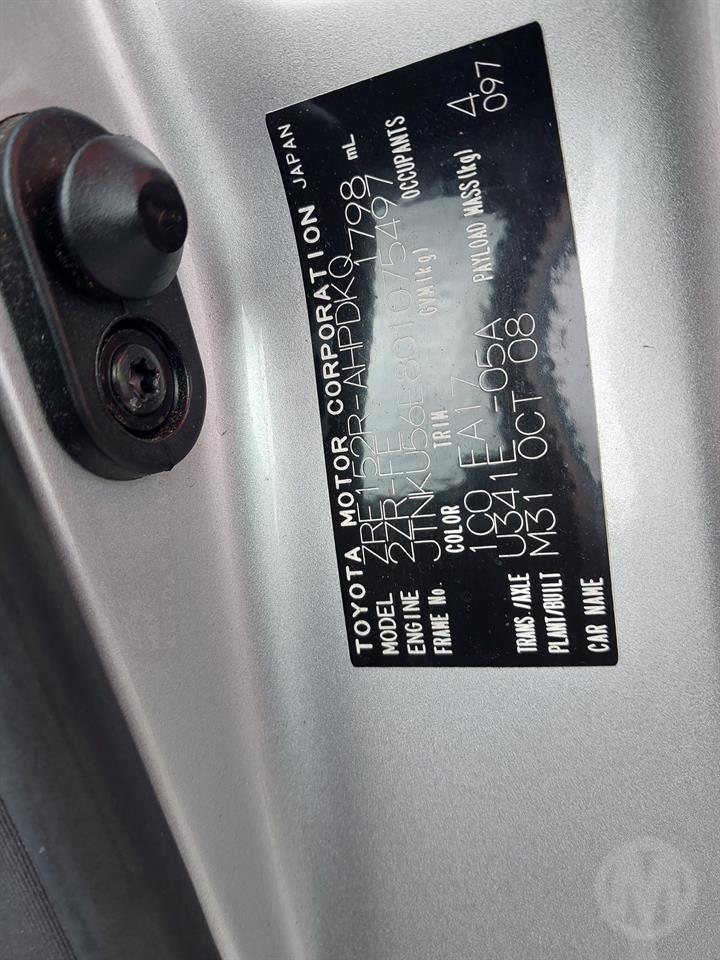 TOYOTA MOTOR CORPORATION JAPAN
MODEL ZRE152R-AHPDKQ
ENGINE 2ZR-FE 1798 mL
FRAME No. JTNKU56E801075497
COLOR TRIM GVM(kg) OCCUPANTS
1C0 EA17 4
TRANS/AXLE U341E -05A PAYLOAD MASS(kg) 097
PLANT/BUILT M31 OCT 08
CAR NAME